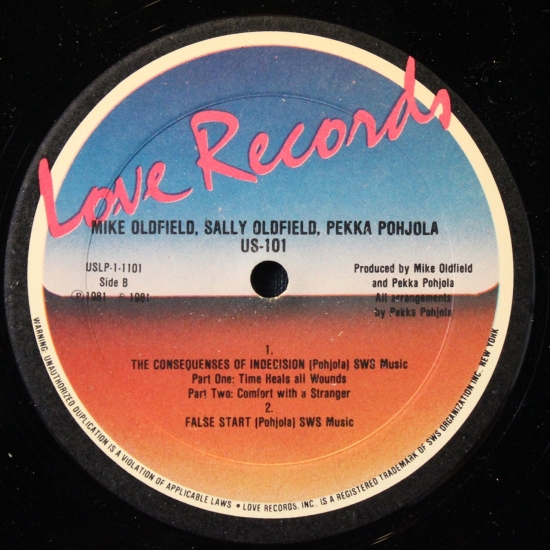 Love Records
MIKE OLDFIELD, SALLY OLDFIELD, PEKKA POHJOLA
US-101
USLP-1-1101
Side B
Ⓟ 1981 © 1981
Produced by Mike Oldfield
and Pekka Pohjola
All arrangements
by Pekka Pohjola
1.
THE CONSEQUENSES OF INDECISION (Pohjola) SWS Music
Part One: Time Heals all Wounds
Part Two: Comfort with a Stranger
2.
FALSE START (Pohjola) SWS Music
WARNING: UNAUTHORIZED DUPLICATION IS A VIOLATION OF APPLICABLE LAWS • LOVE RECORDS, INC. IS A REGISTERED TRADEMARK OF SWS ORGANIZATION INC. NEW YORK